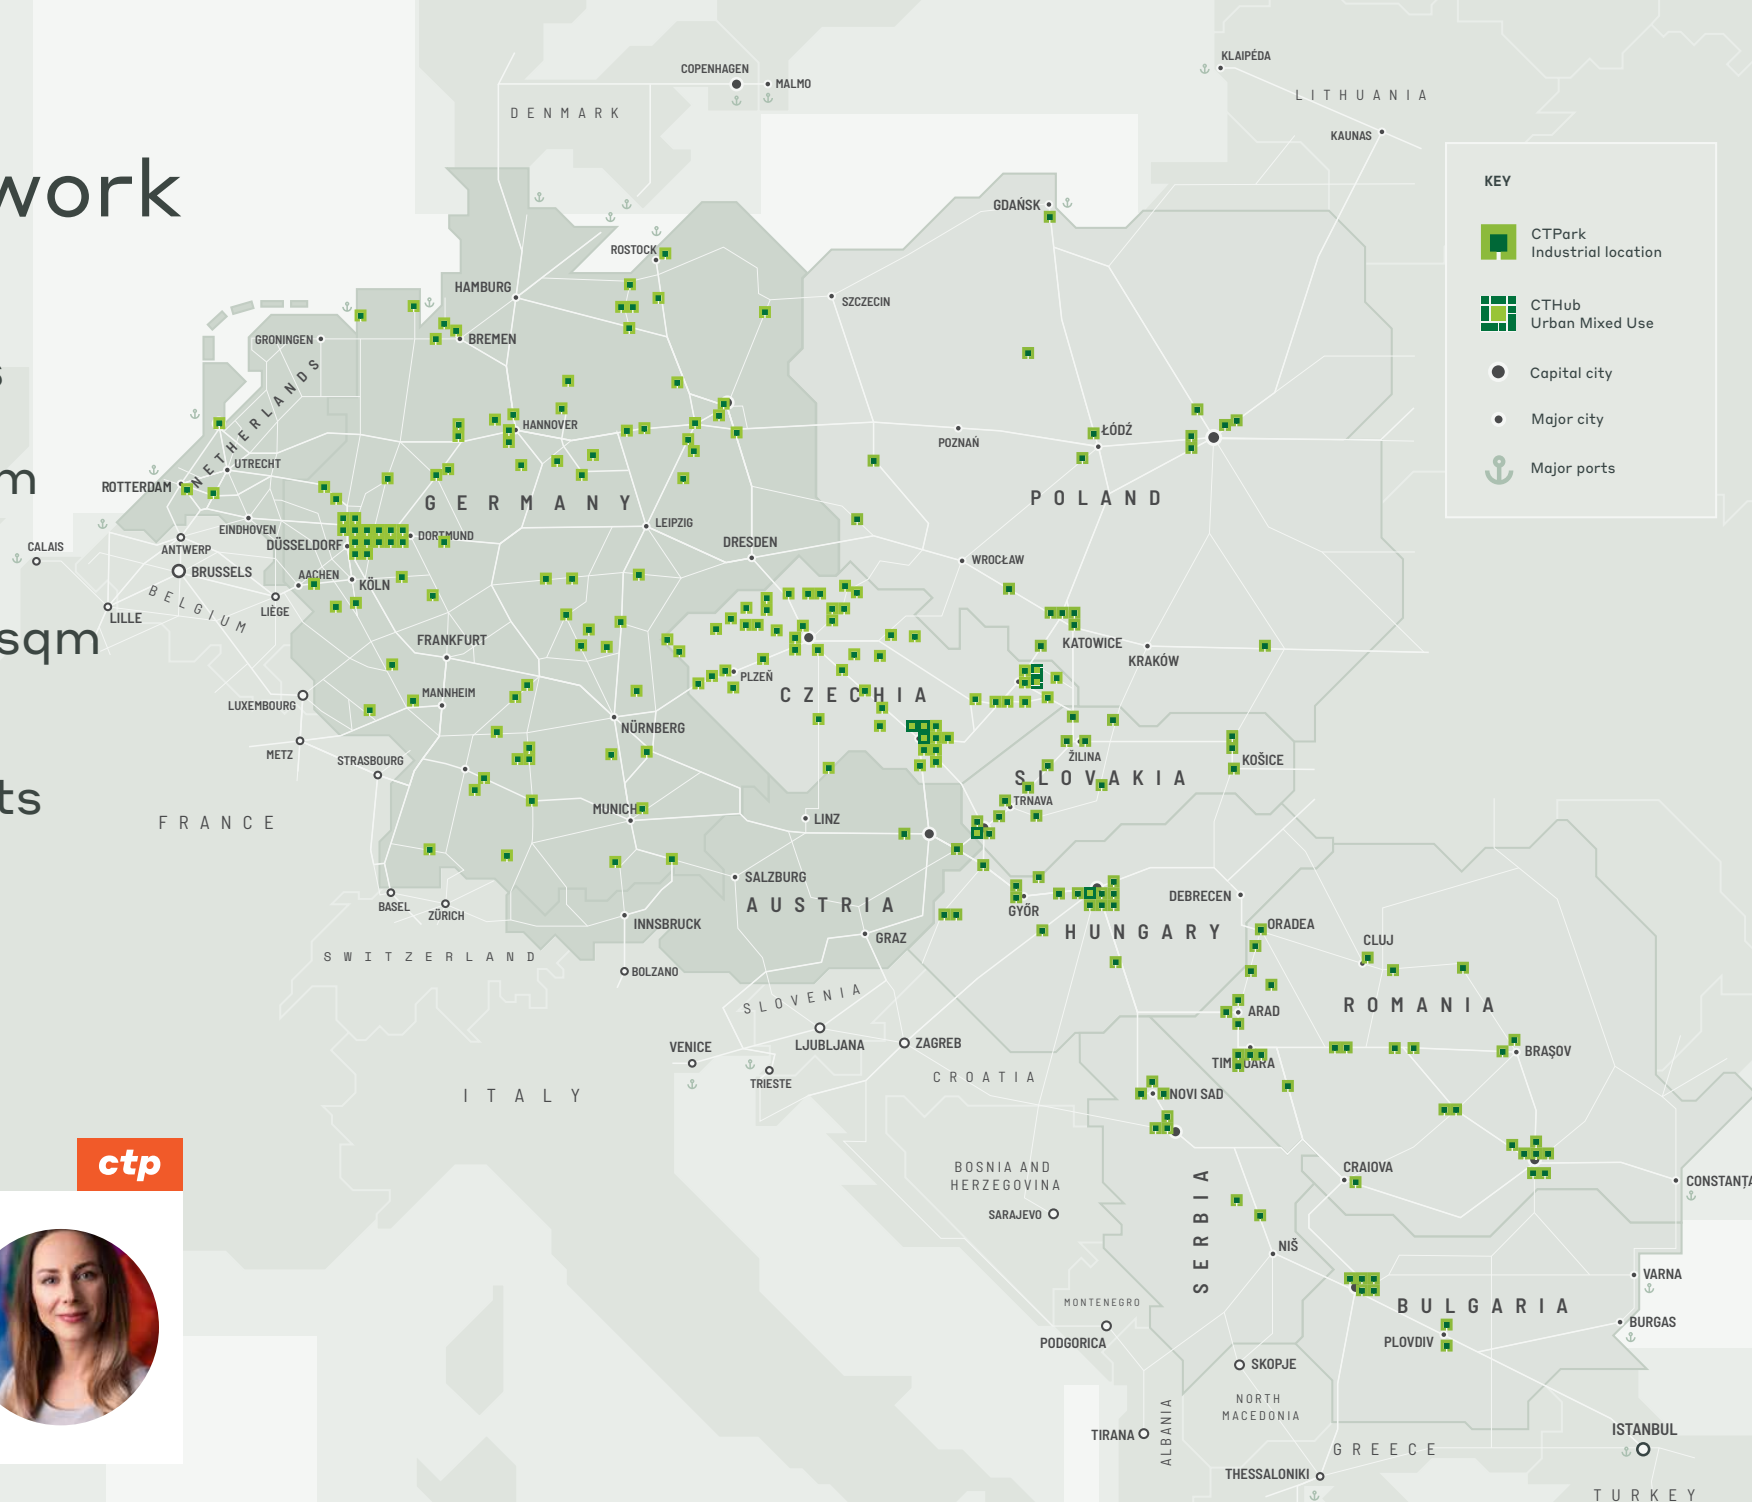 work
s
m
sqm
ts
ctp
KEY
CTPark
Industrial location
CTHub
Urban Mixed Use
Capital city
Major city
Major ports
COPENHAGEN
MALMO
DENMARK
KLAIPÉDA
LITHUANIA
KAUNAS
GDAŃSK
ROSTOCK
HAMBURG
SZCZECIN
GRONINGEN
BREMEN
NETHERLANDS
HANNOVER
POZNAŃ
ŁÓDŹ
UTRECHT
ROTTERDAM
GERMANY
POLAND
EINDHOVEN
LEIPZIG
DORTMUND
DÜSSELDORF
DRESDEN
CALAIS
ANTWERP
WROCŁAW
BRUSSELS
AACHEN
KÖLN
BELGIUM
LIÈGE
LILLE
FRANKFURT
KATOWICE
KRAKÓW
PLZEŇ
CZECHIA
LUXEMBOURG
MANNHEIM
NÜRNBERG
METZ
STRASBOURG
ŽILINA
KOŠICE
SLOVAKIA
TRNAVA
MUNICH
FRANCE
LINZ
SALZBURG
AUSTRIA
BASEL
ZÜRICH
GYŐR
DEBRECEN
INNSBRUCK
GRAZ
HUNGARY
ORADEA
CLUJ
SWITZERLAND
BOLZANO
SLOVENIA
ROMANIA
ARAD
LJUBLJANA
ZAGREB
VENICE
TRIESTE
BRAŞOV
CROATIA
ITALY
NOVI SAD
BOSNIA AND
HERZEGOVINA
CRAIOVA
CONSTANȚA
SARAJEVO
SERBIA
NIŠ
VARNA
MONTENEGRO
BULGARIA
PODGORICA
PLOVDIV
BURGAS
SKOPJE
NORTH
MACEDONIA
ALBANIA
TIRANA
GREECE
ISTANBUL
THESSALONIKI
TURKEY